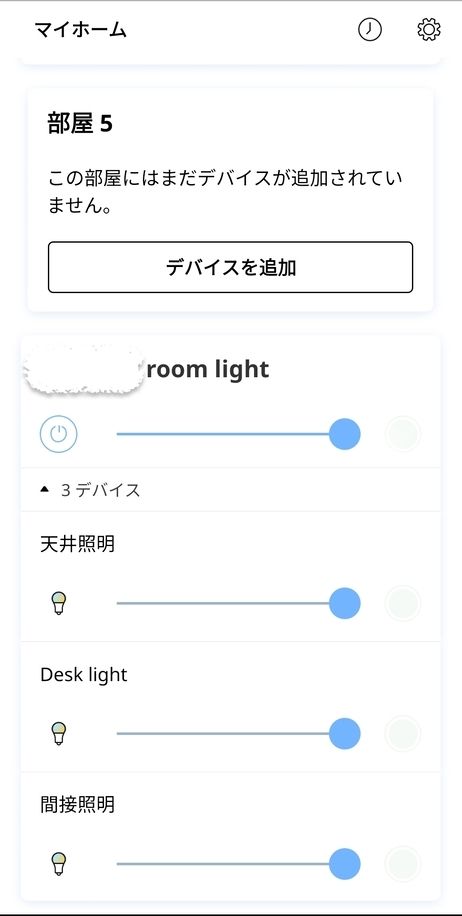 マイホーム
部屋 5
この部屋にはまだデバイスが追加されてい
ません。
デバイスを追加
room light
3 デバイス
天井照明
Desk light
間接照明